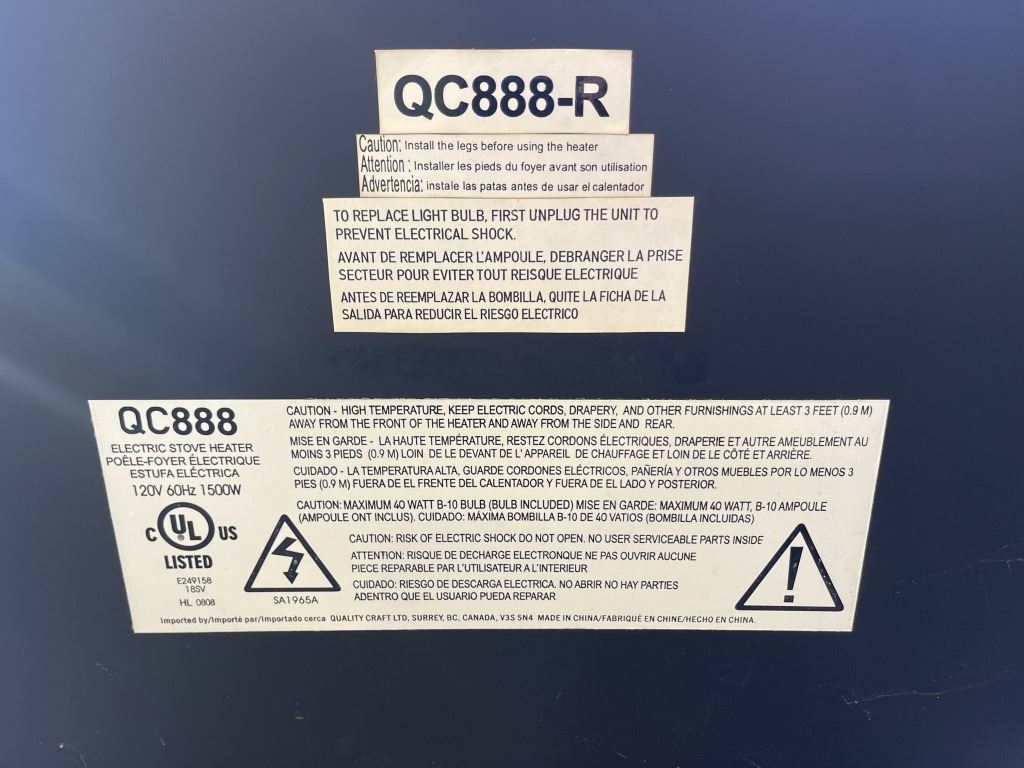 QC888-R
Caution: Install the legs before using the heater
Attention : Installer les pieds du foyer avant son utilisation
Advertencia: instale las patas antes de usar el calentador
TO REPLACE LIGHT BULB, FIRST UNPLUG THE UNIT TO
PREVENT ELECTRICAL SHOCK.
AVANT DE REMPLACER L'AMPOULE, DEBRANGER LA PRISE
SECTEUR POUR EVITER TOUT REISQUE ELECTRIQUE
ANTES DE REEMPLAZAR LA BOMBILLA, QUITE LA FICHA DE LA
SALIDA PARA REDUCIR EL RIESGO ELECTRICO
QC888
ELECTRIC STOVE HEATER
POÊLE-FOYER ÉLECTRIQUE
ESTUFA ELÉCTRICA
120V 60Hz 1500W
C UL US
LISTED
E249158
18SV
HL 0808
CAUTION - HIGH TEMPERATURE, KEEP ELECTRIC CORDS, DRAPERY, AND OTHER FURNISHINGS AT LEAST 3 FEET (0.9 M)
AWAY FROM THE FRONT OF THE HEATER AND AWAY FROM THE SIDE AND REAR.
MISE EN GARDE - LA HAUTE TEMPÉRATURE, RESTEZ CORDONS ÉLECTRIQUES, DRAPERIE ET AUTRE AMEUBLEMENT AU
MOINS 3 PIEDS (0.9 M) LOIN DE LE DEVANT DE L' APPAREIL DE CHAUFFAGE ET LOIN DE LE CÔTÉ ET ARRIÈRE.
CUIDADO - LA TEMPERATURA ALTA, GUARDE CORDONES ELÉCTRICOS, PAÑERÍA Y OTROS MUEBLES POR LO MENOS 3
PIES (0.9 M) FUERA DE EL FRENTE DEL CALENTADOR Y FUERA DE EL LADO Y POSTERIOR.
CAUTION: MAXIMUM 40 WATT B-10 BULB (BULB INCLUDED) MISE EN GARDE: MAXIMUM 40 WATT, B-10 AMPOULE
(AMPOULE ONT INCLUS). CUIDADO: MÁXIMA BOMBILLA B-10 DE 40 VATIOS (BOMBILLA INCLUIDAS)
CAUTION: RISK OF ELECTRIC SHOCK DO NOT OPEN. NO USER SERVICEABLE PARTS INSIDE
ATTENTION: RISQUE DE DECHARGE ELECTRONQUE NE PAS OUVRIR AUCUNE
PIECE REPARABLE PAR L'UTILISATEUR A L'INTERIEUR
CUIDADO: RIESGO DE DESCARGA ELECTRICA. NO ABRIR NO HAY PARTIES
ADENTRO QUE EL USUARIO PUEDA REPARAR
SA1965A
!
Imported by/Importé par/Importado cerca QUALITY CRAFT LTD, SURREY, BC, CANADA, V3S 5N4 MADE IN CHINA/FABRIQUÉ EN CHINE/HECHO EN CHINA.